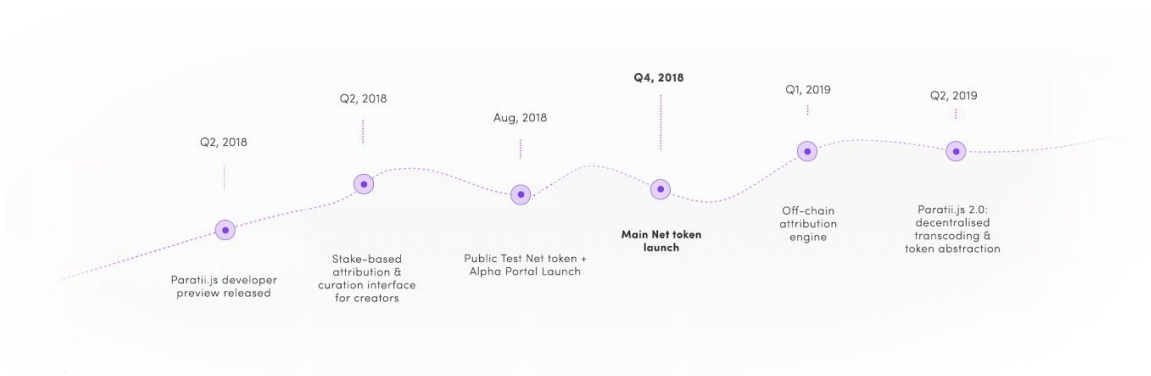 Q2, 2018
Paratii.js developer
preview released
Q2, 2018
Stake-based
attribution &
curation interface
for creators
Aug, 2018
Public Test Net token +
Alpha Portal Launch
Q4, 2018
Main Net token
launch
Q1, 2019
Off-chain
attribution
engine
Q2, 2019
Paratii.js 2.0:
decentralised
transcoding &
token abstraction